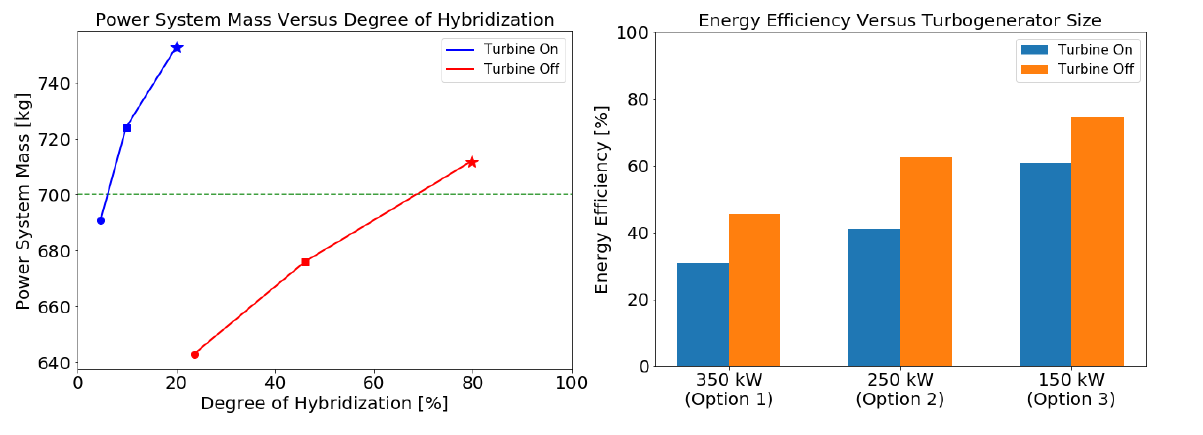 Power System Mass Versus Degree of Hybridization
Power System Mass [kg]
740
720
700
680
660
640
0 20 40 60 80 100
Degree of Hybridization [%]
Turbine On
Turbine Off
Energy Efficiency Versus Turbogenerator Size
Energy Efficiency [%]
100
80
60
40
20
0
350 kW 250 kW 150 kW
(Option 1) (Option 2) (Option 3)
Turbine On
Turbine Off